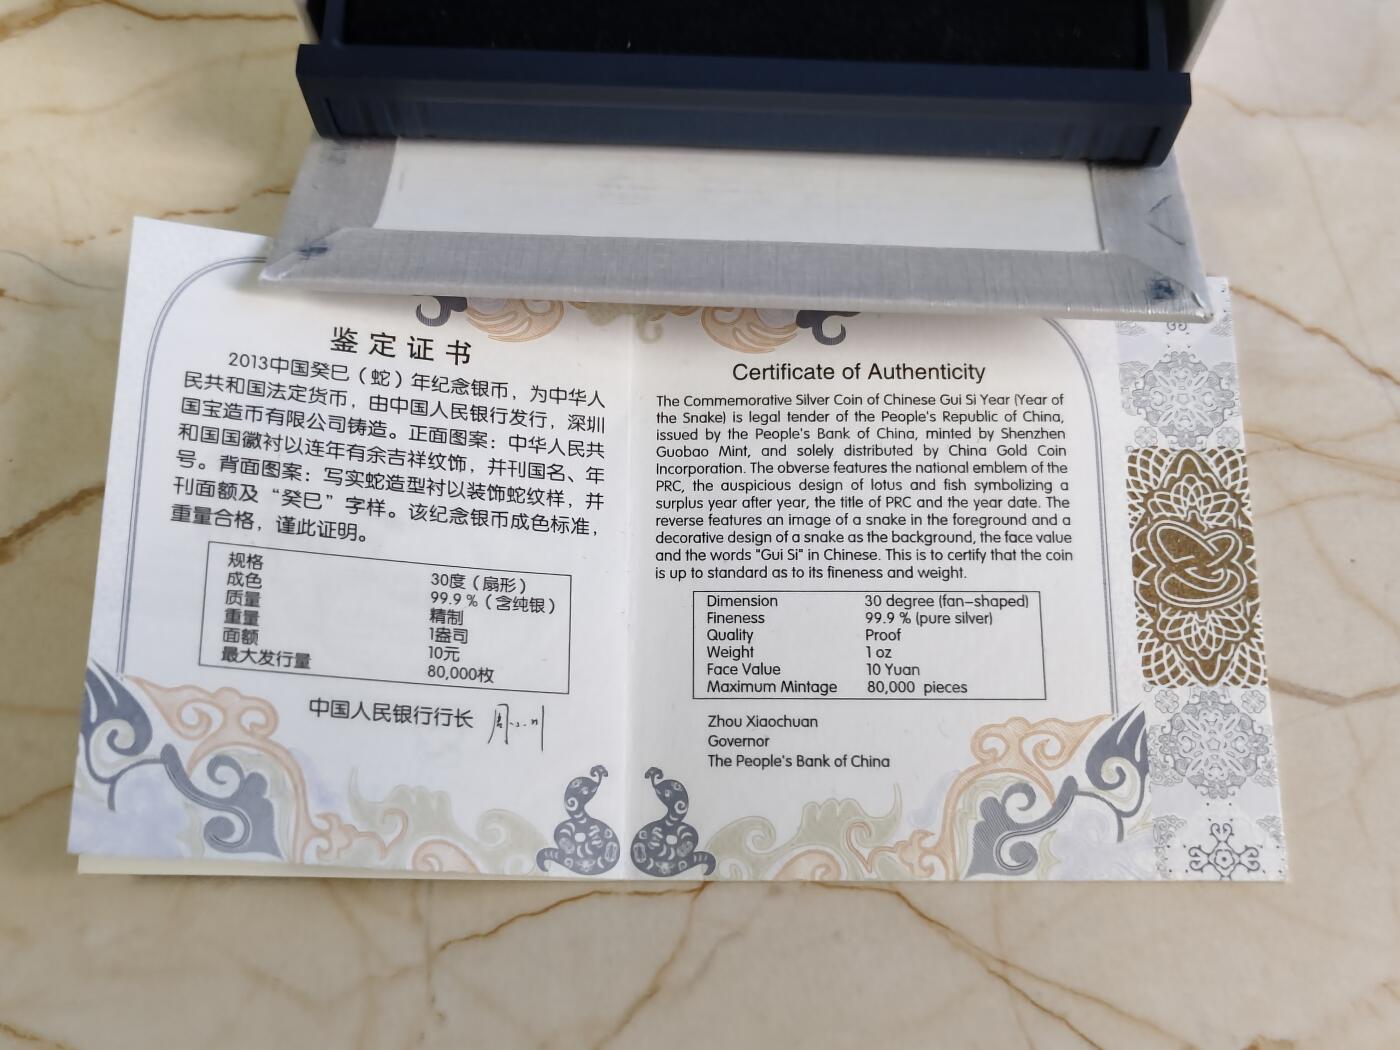 鉴定证书
2013中国癸巳（蛇）年纪念银币，为中华人
民共和国法定货币，由中国人民银行发行，深圳
国宝造币有限公司铸造。正面图案：中华人民共
和国国徽衬以连年有余吉祥纹饰，并刊国名、年
号。背面图案：写实蛇造型衬以装饰蛇纹样，并
刊面额及“癸巳”字样。该纪念银币成色标准，
重量合格，谨此证明。
规格 30度（扇形）
成色 99.9 %（含纯银）
质量 精制
重量 1盎司
面额 10元
最大发行量 80,000枚
中国人民银行行长
Certificate of Authenticity
The Commemorative Silver Coin of Chinese Gui Si Year (Year of
the Snake) is legal tender of the People's Republic of China,
issued by the People's Bank of China, minted by Shenzhen
Guobao Mint, and solely distributed by China Gold Coin
Incorporation. The obverse features the national emblem of the
PRC, the auspicious design of lotus and fish symbolizing a
surplus year after year, the title of PRC and the year date. The
reverse features an image of a snake in the foreground and a
decorative design of a snake as the background, the face value
and the words "Gui Si" in Chinese. This is to certify that the coin
is up to standard as to its fineness and weight.
Dimension 30 degree (fan-shaped)
Fineness 99.9 % (pure silver)
Quality Proof
Weight 1 oz
Face Value 10 Yuan
Maximum Mintage 80,000 pieces
Zhou Xiaochuan
Governor
The People's Bank of China